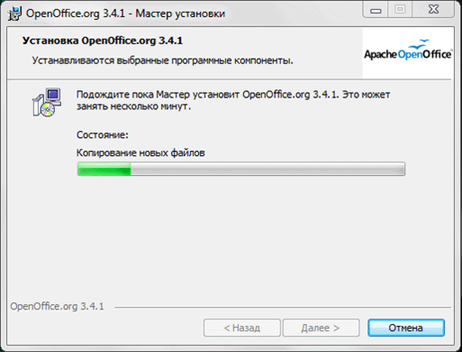 OpenOffice.org 3.4.1 - Мастер установки
Установка OpenOffice.org 3.4.1
Устанавливаются выбранные программные компоненты.
Apache OpenOffice
Подождите пока Мастер установит OpenOffice.org 3.4.1. Это может
занять несколько минут.
Состояние:
Копирование новых файлов
OpenOffice.org 3.4.1
< Назад
Далее >
Отмена